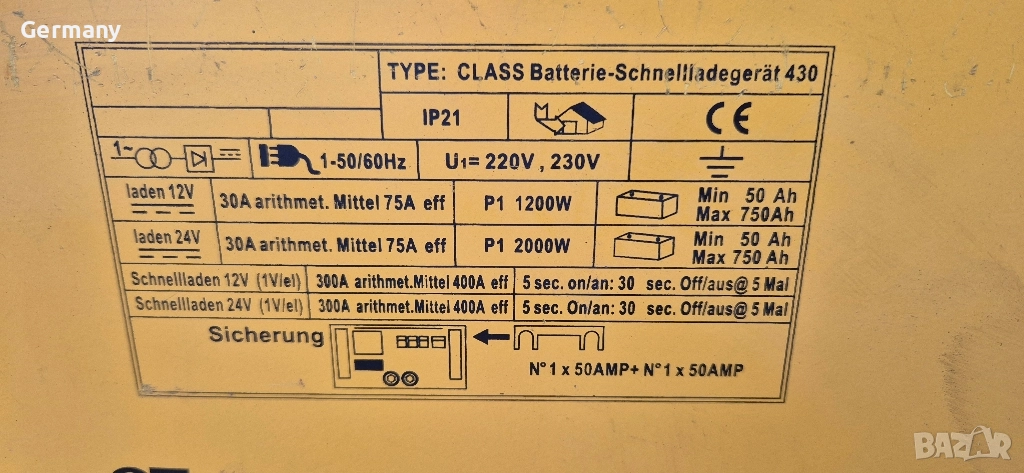 Germany
TYPE: CLASS Batterie-Schnellladegerät 430
IP21
CE
1~
1-50/60Hz
U1= 220V , 230V
laden 12V
30A arithmet. Mittel 75A eff
P1 1200W
Min 50 Ah
Max 750Ah
laden 24V
30A arithmet. Mittel 75A eff
P1 2000W
Min 50 Ah
Max 750 Ah
Schnellladen 12V (1V/el)
300A arithmet.Mittel 400A eff
5 sec. on/an: 30 sec. Off/aus@ 5 Mal
Schnellladen 24V (1V/el)
300A arithmet.Mittel 400A eff
5 sec. On/an: 30 sec. Off/aus@ 5 Mal
Sicherung
N°1 x 50AMP+ N°1 x 50AMP
BAZAR